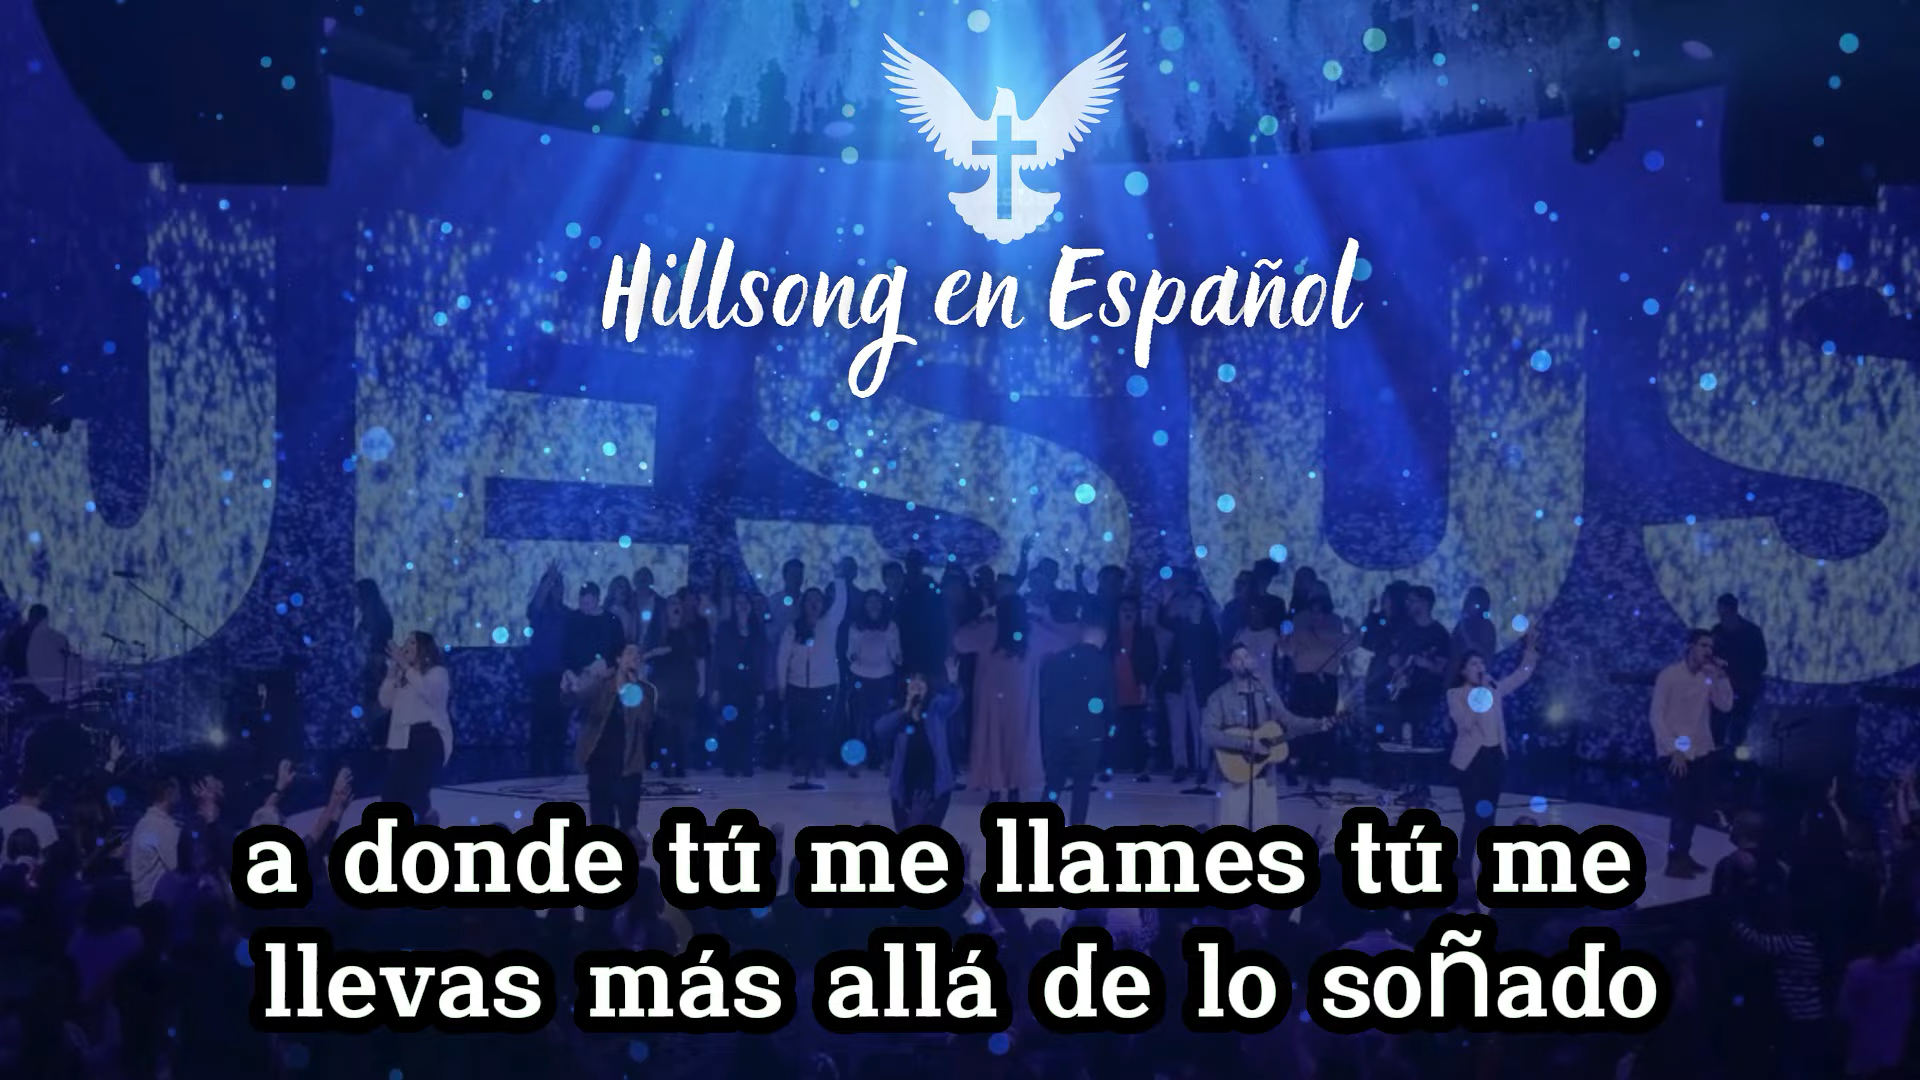 Hillsong en Español
JESUS
a donde tú me llames tú me
llevas más allá de lo soñado